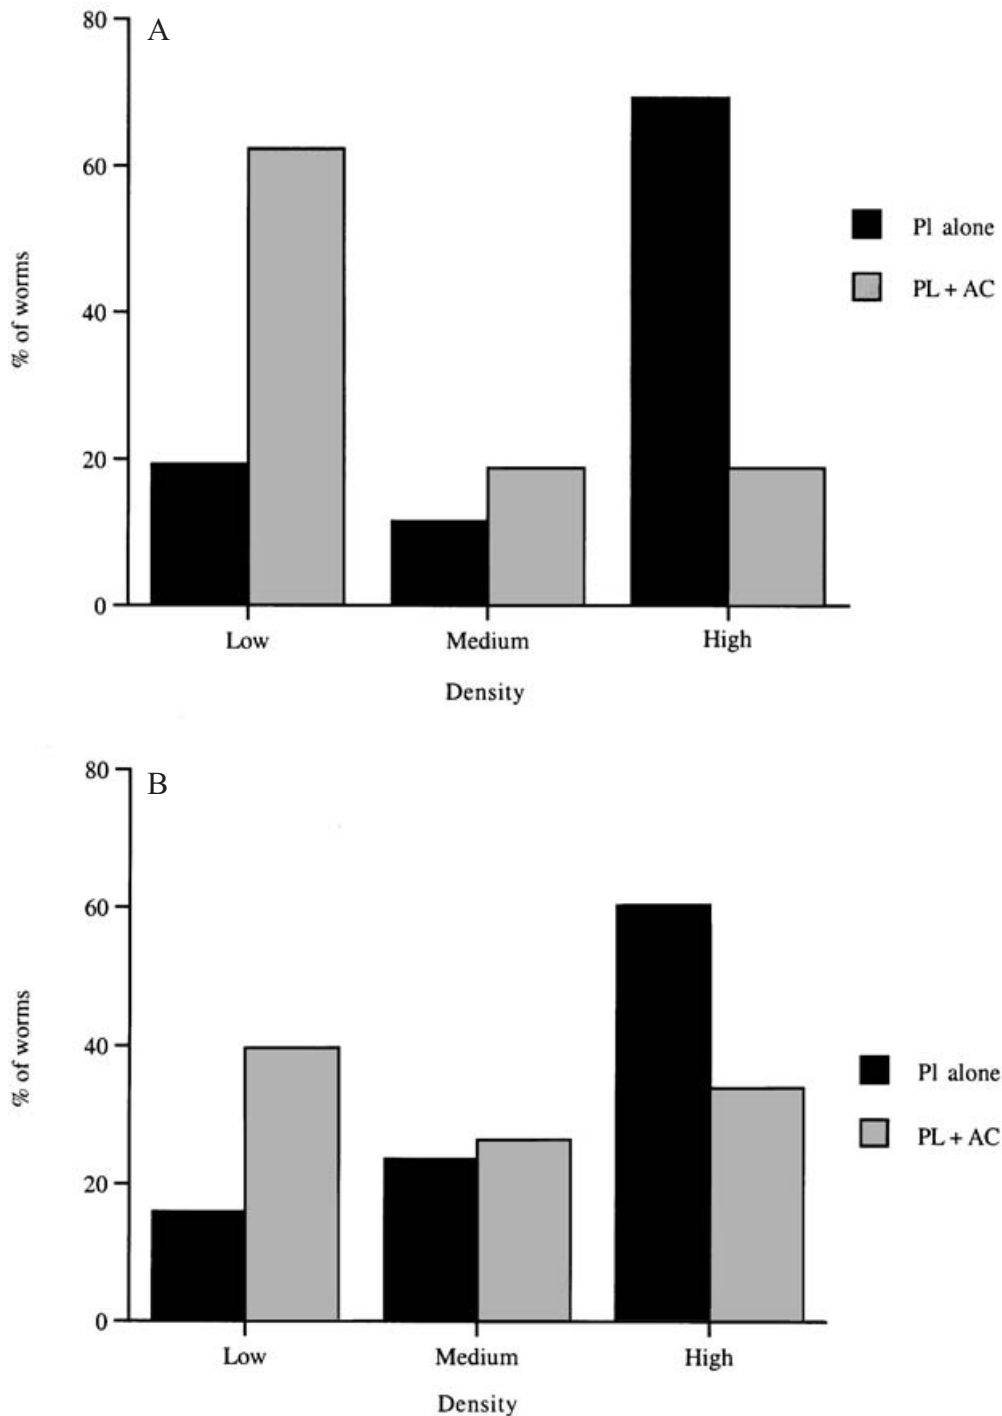 80
A
60
40
20
0
% of worms
Low Medium High
Density
Pl alone
PL + AC
80
B
60
40
20
0
% of worms
Low Medium High
Density
Pl alone
PL + AC